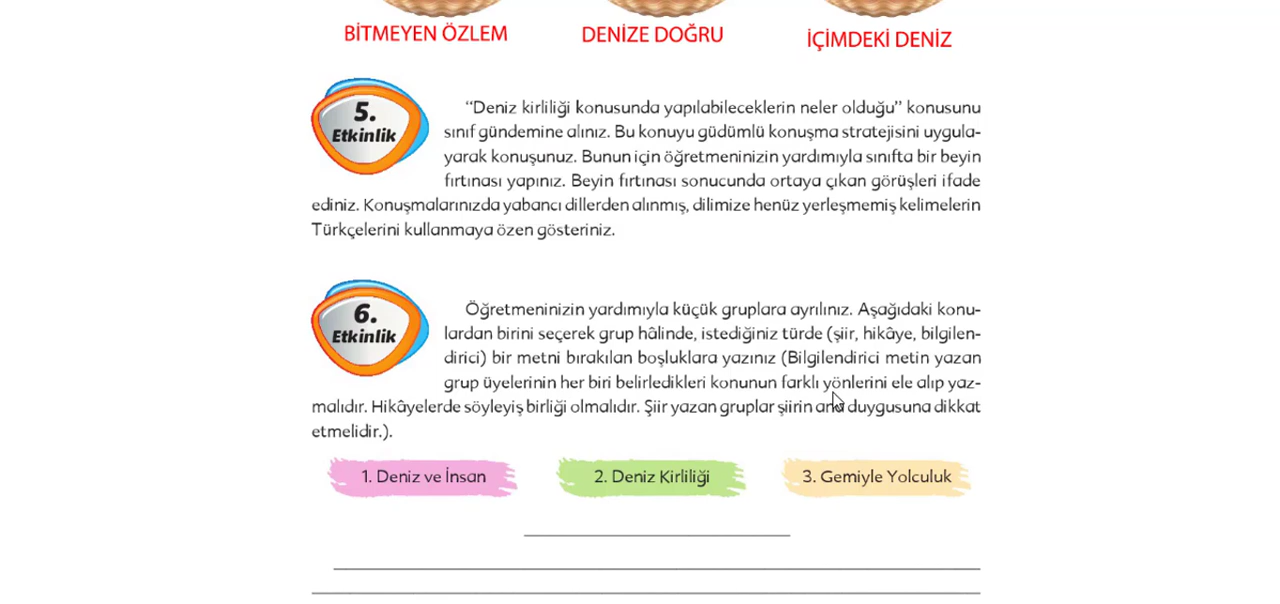 BİTMEYEN ÖZLEM
DENİZE DOĞRU
İÇİMDEKİ DENİZ
5.
Etkinlik
“Deniz kirliliği konusunda yapılabileceklerin neler olduğu” konusunu
sınıf gündemine alınız. Bu konuyu güdümlü konuşma stratejisini uygula-
yarak konuşunuz. Bunun için öğretmeninizin yardımıyla sınıfta bir beyin
fırtınası yapınız. Beyin fırtınası sonucunda ortaya çıkan görüşleri ifade
ediniz. Konuşmalarınızda yabancı dillerden alınmış, dilimize henüz yerleşmemiş kelimelerin
Türkçelerini kullanmaya özen gösteriniz.
6.
Etkinlik
Öğretmeninizin yardımıyla küçük gruplara ayrılınız. Aşağıdaki konu-
lardan birini seçerek grup hâlinde, istediğiniz türde (şiir, hikâye, bilgilen-
dirici) bir metni bırakılan boşluklara yazınız (Bilgilendirici metin yazan
grup üyelerinin her biri belirledikleri konunun farklı yönlerini ele alıp yaz-
malıdır. Hikâyelerde söyleyiş birliği olmalıdır. Şiir yazan gruplar şiirin ana duygusuna dikkat
etmelidir.).
1. Deniz ve İnsan
2. Deniz Kirliliği
3. Gemiyle Yolculuk